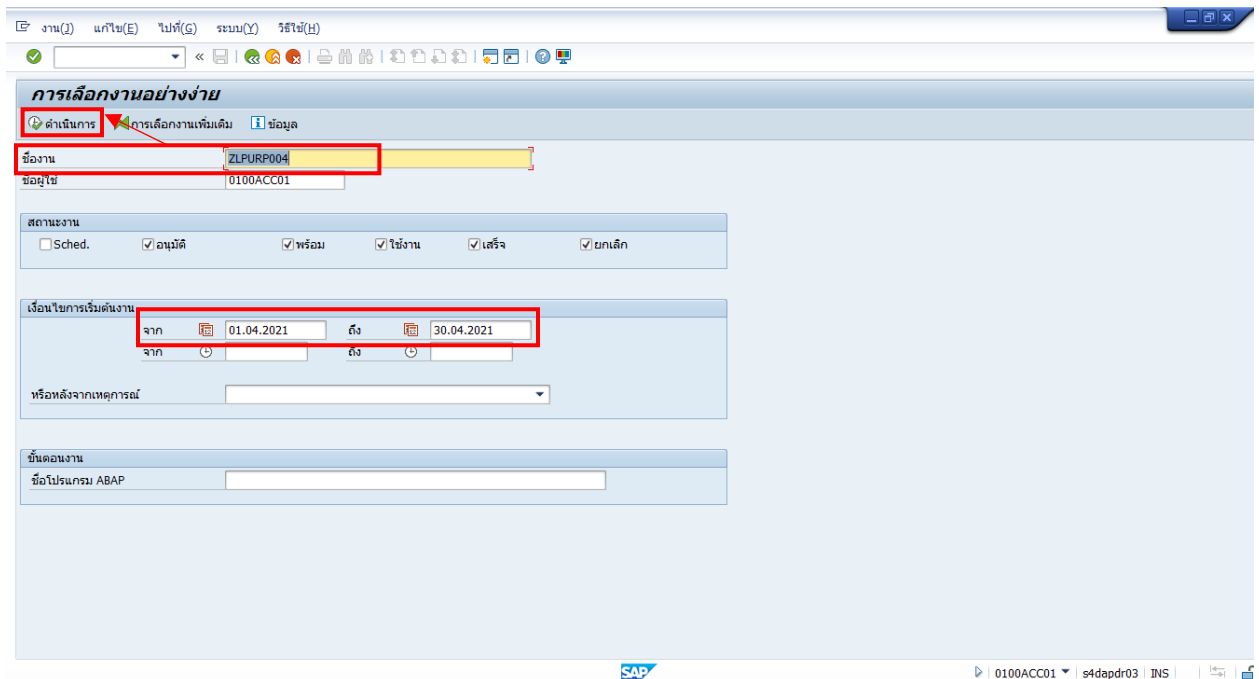 งาน(J) แก้ไข(E) ไปที่(G) ระบบ(Y) วิธีใช้(H)
การเลือกงานอย่างง่าย
ดำเนินการ การเลือกงานเพิ่มเติม ข้อมูล
ชื่องาน ZLPURP004
ชื่อผู้ใช้ 0100ACC01
สถานะงาน
Sched. อนุมัติ พร้อม ใช้งาน เสร็จ ยกเลิก
เงื่อนไขการเริ่มต้นงาน
จาก 01.04.2021 ถึง 30.04.2021
จาก ถึง
หรือหลังจากเหตุการณ์
ขั้นตอนงาน
ชื่อโปรแกรม ABAP
SAP 0100ACC01 s4dapdr03 INS